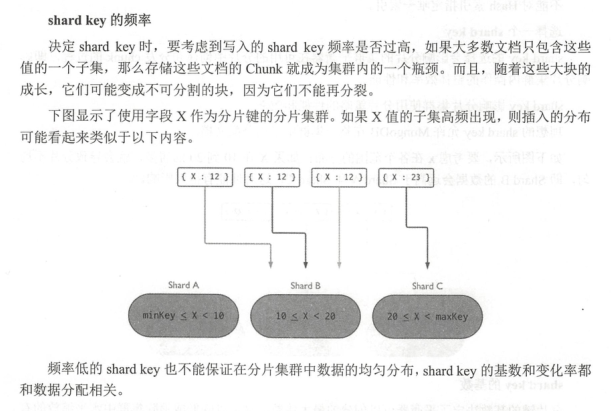 shard key 的频率
决定 shard key 时，要考虑到写入的 shard key 频率是否过高，如果大多数文档只包含这些
值的一个子集，那么存储这些文档的 Chunk 就成为集群内的一个瓶颈。而且，随着这些大块的
成长，它们可能变成不可分割的块，因为它们不能再分裂。
下图显示了使用字段 X 作为分片键的分片集群。如果 X 值的子集高频出现，则插入的分布
可能看起来类似于以下内容。
{ X : 12 } { X : 12 } { X : 12 } { X : 23 }
Shard A Shard B Shard C
minKey ≤ X < 10 10 ≤ X < 20 20 ≤ X < maxKey
频率低的 shard key 也不能保证在分片集群中数据的均匀分布，shard key 的基数和变化率都
和数据分配相关。